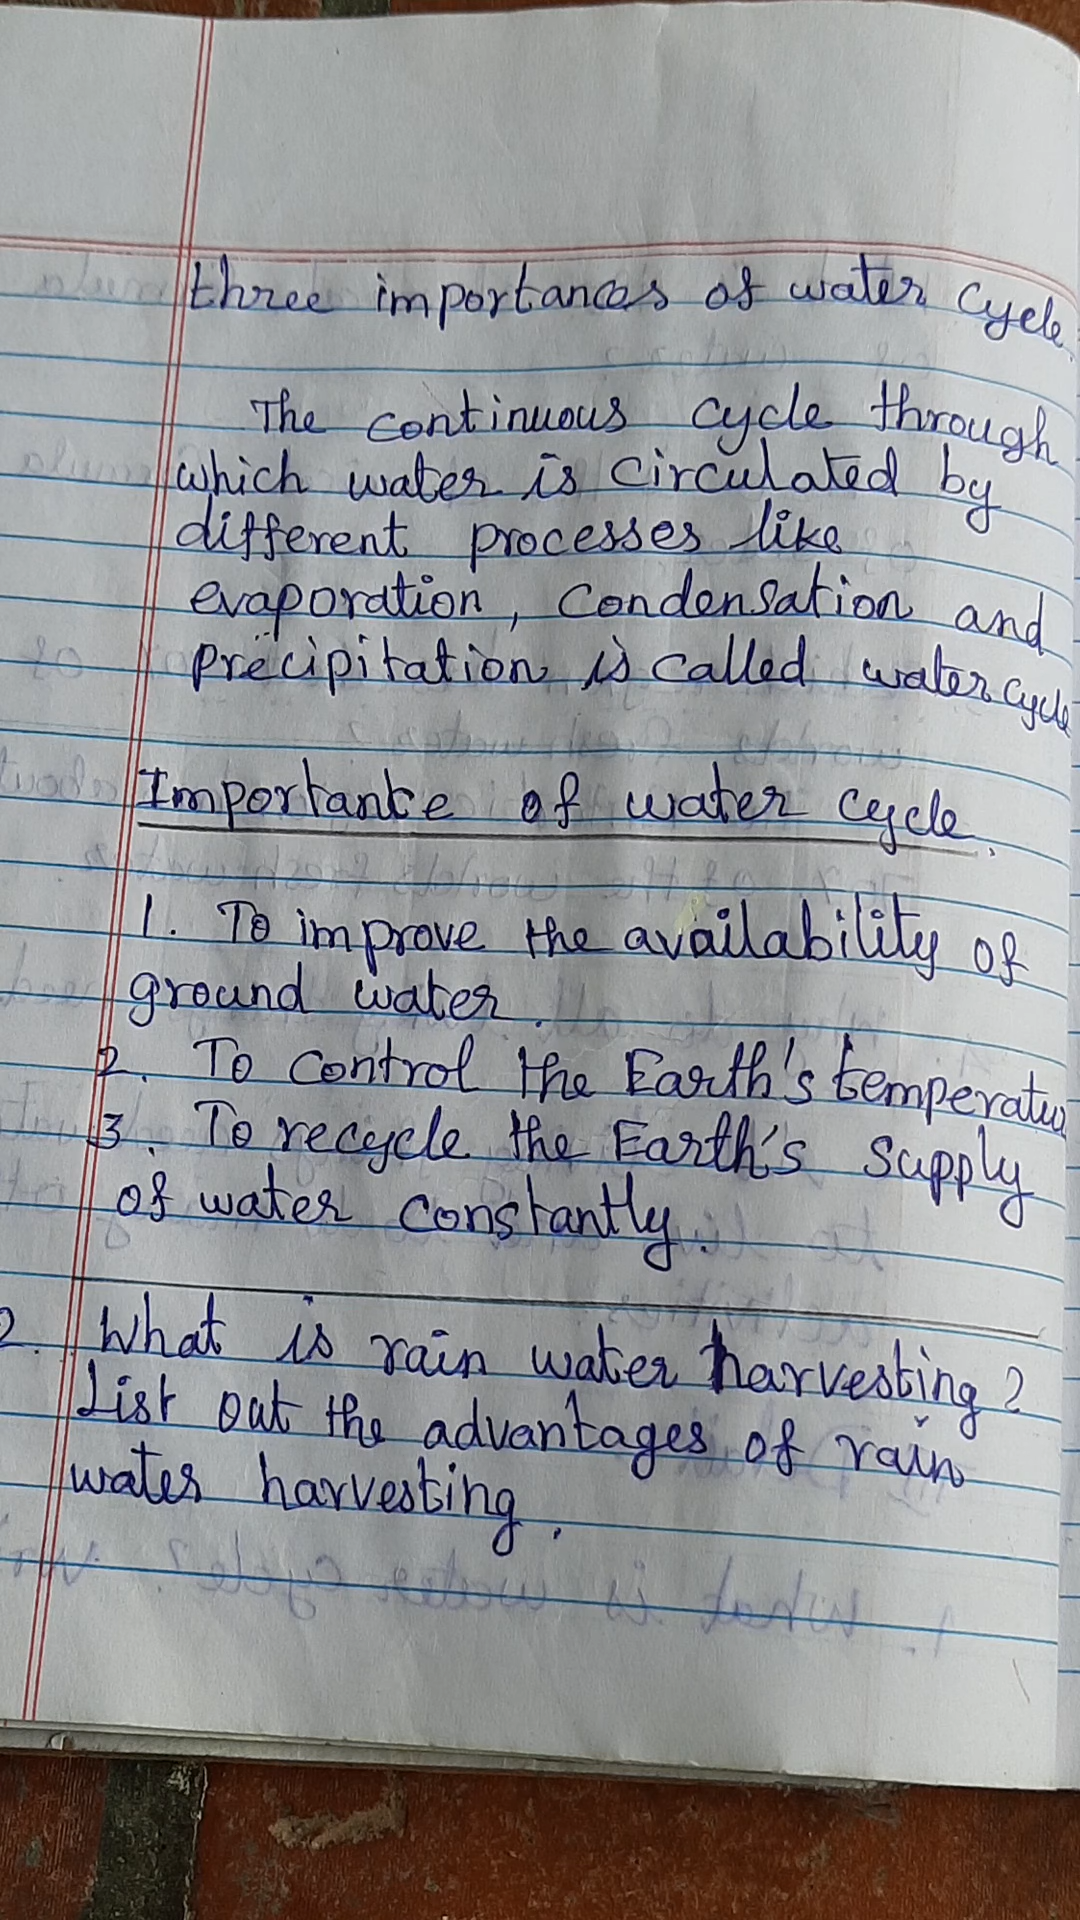 three importances of water cycle.
The continuous cycle through
which water is circulated by
different processes like
evaporation, condensation and
precipitation is called water cycle
Importance of water cycle.
1. To improve the availability of
ground water.
2. To control the Earth's temperatu
3. To recycle the Earth's supply
of water constantly.
2. What is rain water harvesting?
List out the advantages of rain
water harvesting.